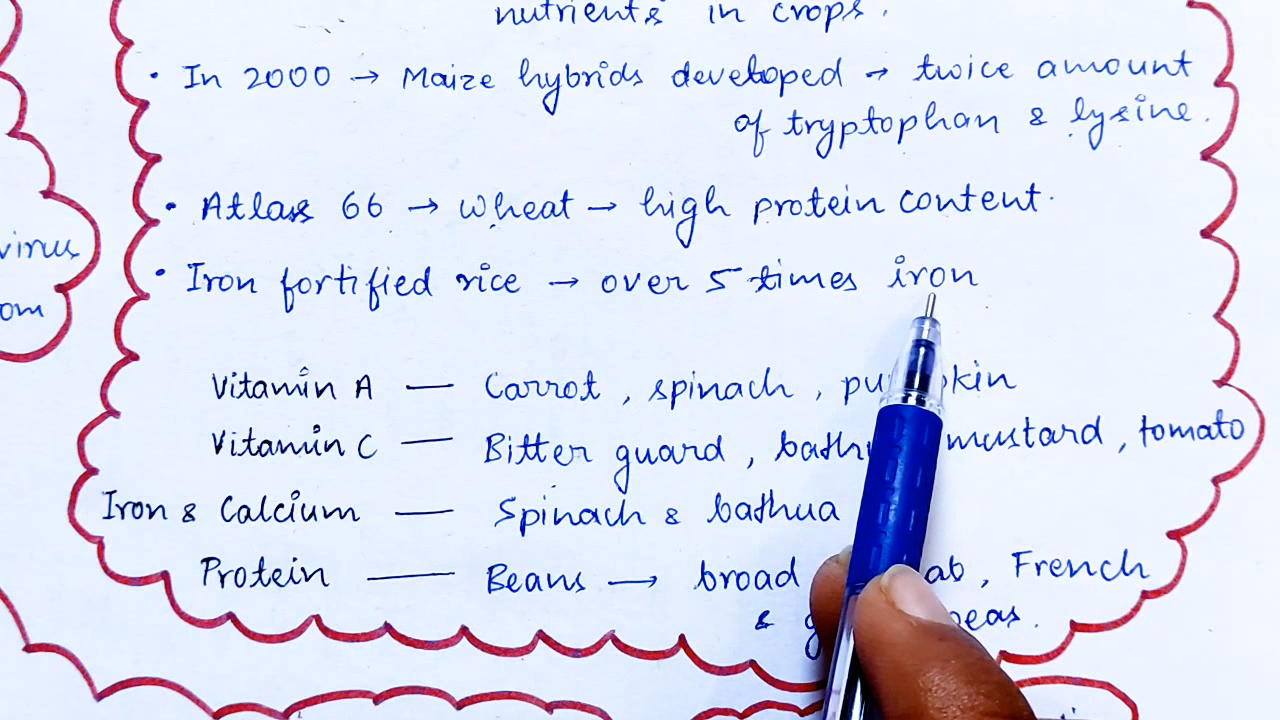 nutrients in crops.
• In 2000 → Maize hybrids developed → twice amount
of tryptophan & lysine.
• Atlas 66 → wheat → high protein content.
• Iron fortified rice → over 5 times iron
virus
om
Vitamin A — Carrot, spinach,
Vitamin C — Bitter guard, mustard, tomato
Iron & Calcium — Spinach & bathua
Protein — Beans → broad, French
& peas.